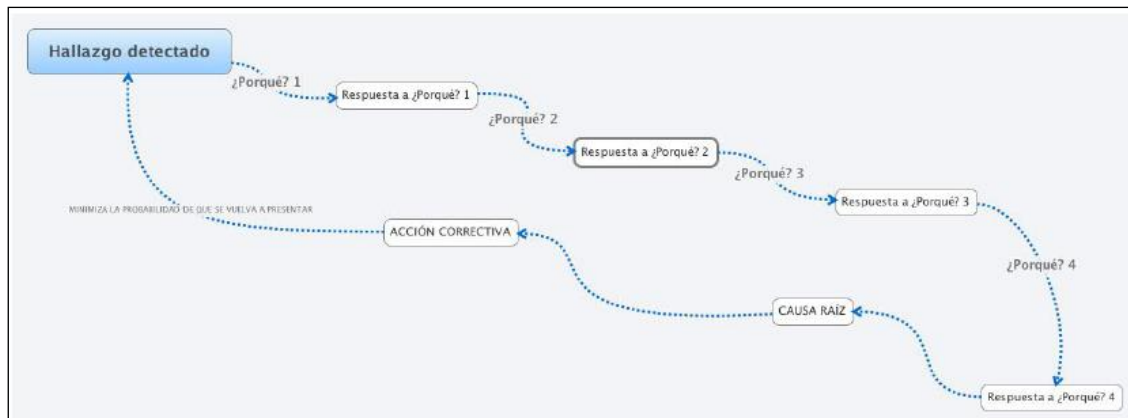 Hallazgo detectado
¿Porqué? 1
Respuesta a ¿Porqué? 1
¿Porqué? 2
Respuesta a ¿Porqué? 2
¿Porqué? 3
Respuesta a ¿Porqué? 3
¿Porqué? 4
Respuesta a ¿Porqué? 4
CAUSA RAÍZ
ACCIÓN CORRECTIVA
MINIMIZA LA PROBABILIDAD DE QUE SE VUELVA A PRESENTAR